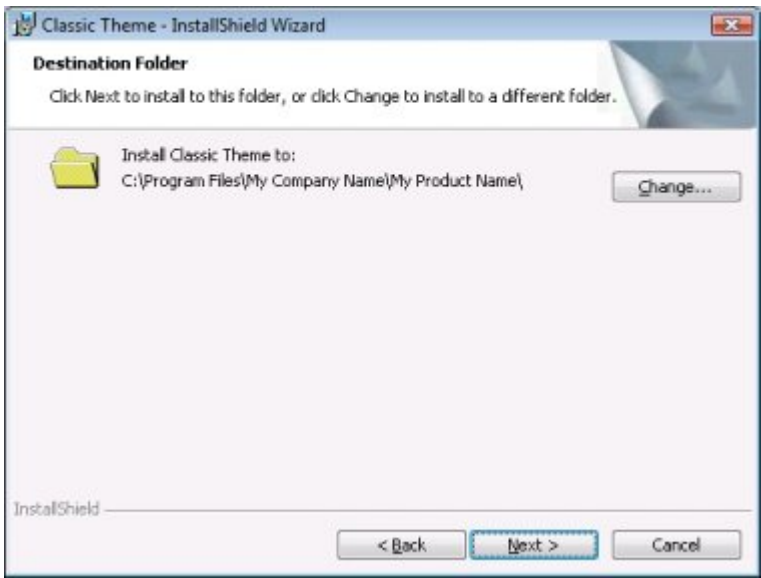 Classic Theme - InstallShield Wizard
Destination Folder
Click Next to install to this folder, or click Change to install to a different folder.
Install Classic Theme to:
C:\Program Files\My Company Name\My Product Name\
Change...
InstallShield
< Back
Next >
Cancel